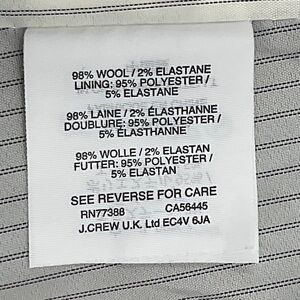 98% WOOL / 2% ELASTANE
LINING: 95% POLYESTER /
5% ELASTANE
98% LAINE / 2% ÉLASTHANNE
DOUBLURE: 95% POLYESTER /
5% ÉLASTHANNE
98% WOLLE / 2% ELASTAN
FUTTER: 95% POLYESTER /
5% ELASTAN
SEE REVERSE FOR CARE
RN77388 CA56445
J.CREW U.K. Ltd EC4V 6JA